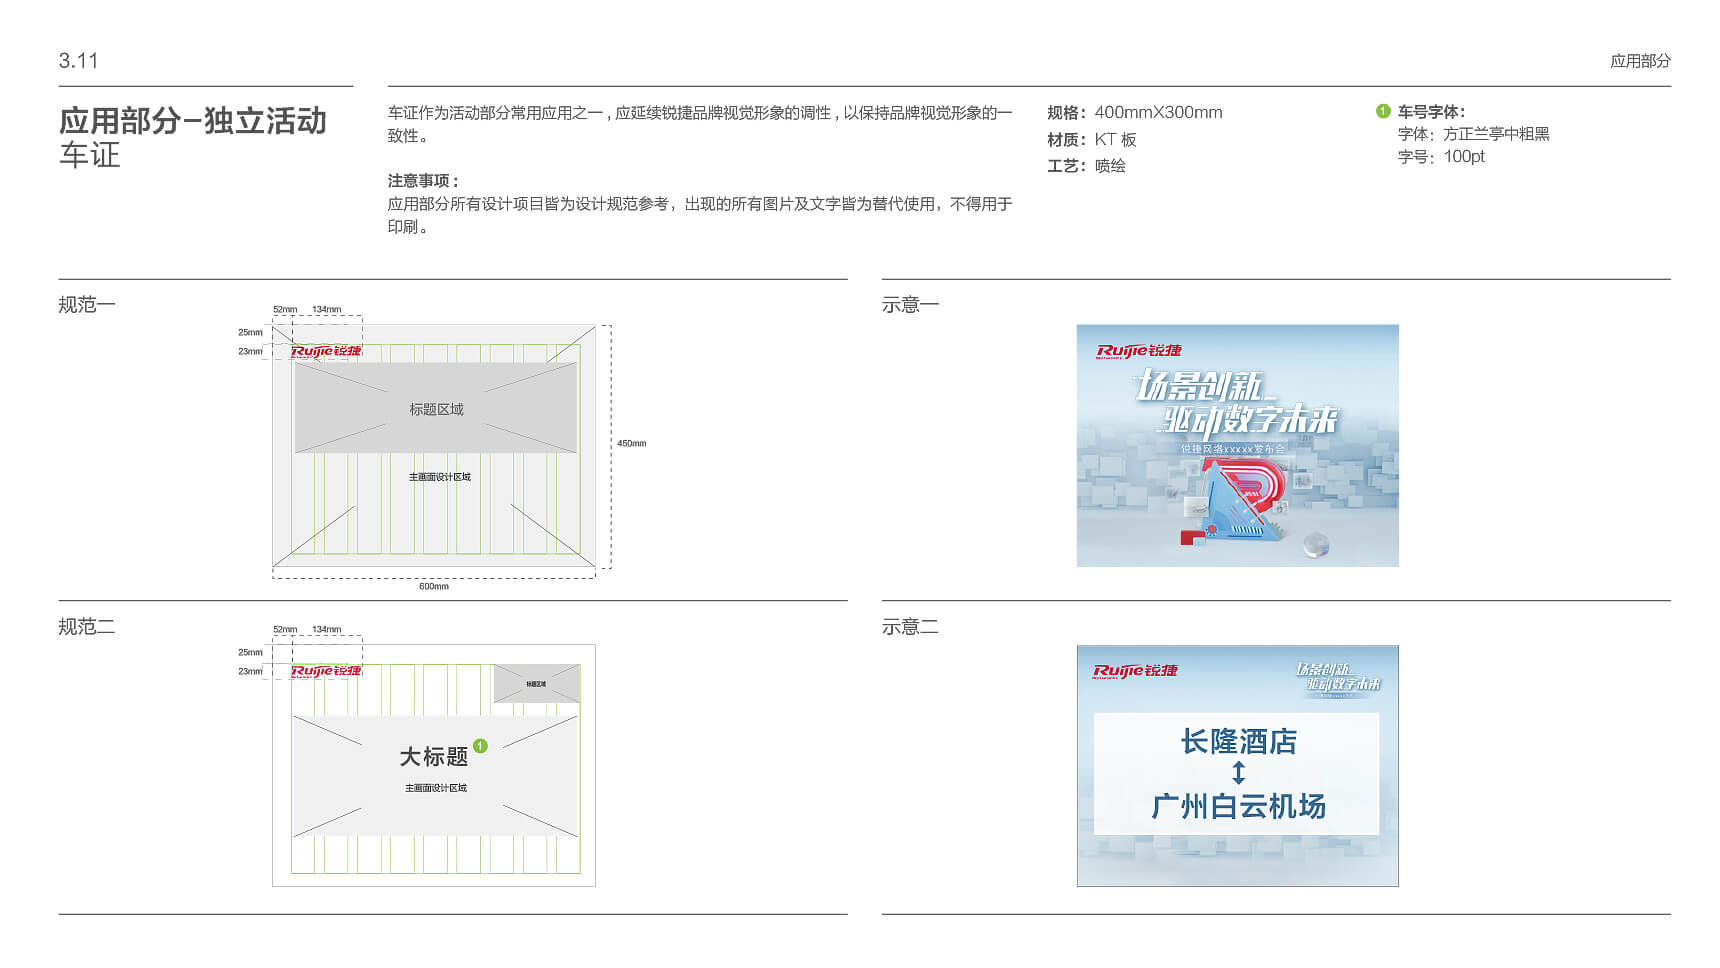 3.11
应用部分
应用部分-独立活动
车证
车证作为活动部分常用应用之一，应延续锐捷品牌视觉形象的调性，以保持品牌视觉形象的一
致性。
注意事项：
应用部分所有设计项目皆为设计规范参考，出现的所有图片及文字皆为替代使用，不得用于
印刷。
规格：400mmX300mm
材质：KT 板
工艺：喷绘
1 车号字体：
字体：方正兰亭中粗黑
字号：100pt
规范一
52mm 134mm
25mm
23mm
Ruijie锐捷
Networks
标题区域
主画面设计区域
450mm
600mm
示意一
Ruijie锐捷
Networks
场景创新_
驱动数字未来
锐捷网络xxxxx发布会
规范二
52mm 134mm
25mm
23mm
Ruijie锐捷
Networks
标题区域
大标题 1
主画面设计区域
示意二
Ruijie锐捷
Networks
场景创新_
驱动数字未来
长隆酒店
广州白云机场